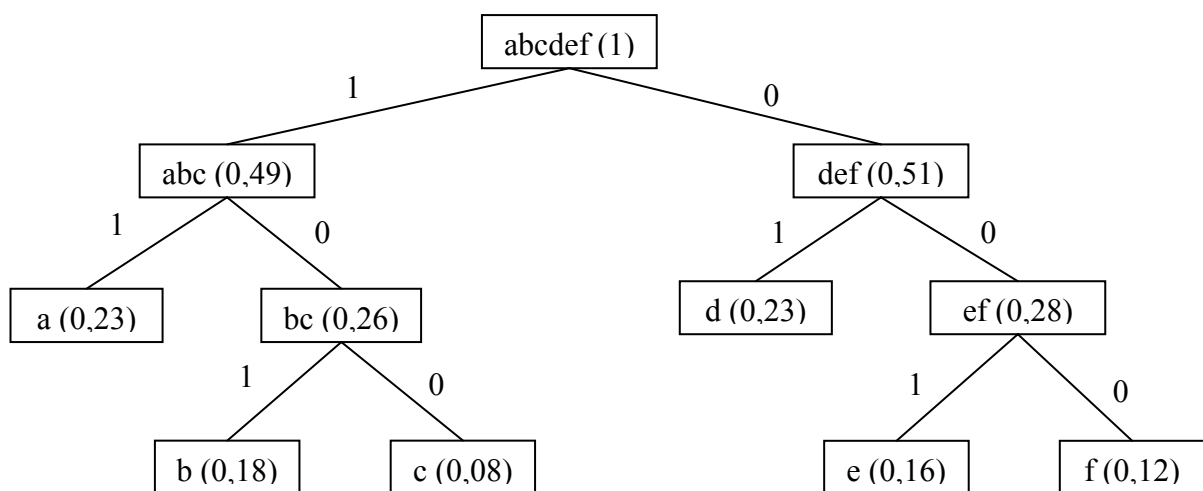 abcdef (1)
1 0
abc (0,49) def (0,51)
1 0 1 0
a (0,23) bc (0,26) d (0,23) ef (0,28)
1 0 1 0
b (0,18) c (0,08) e (0,16) f (0,12)